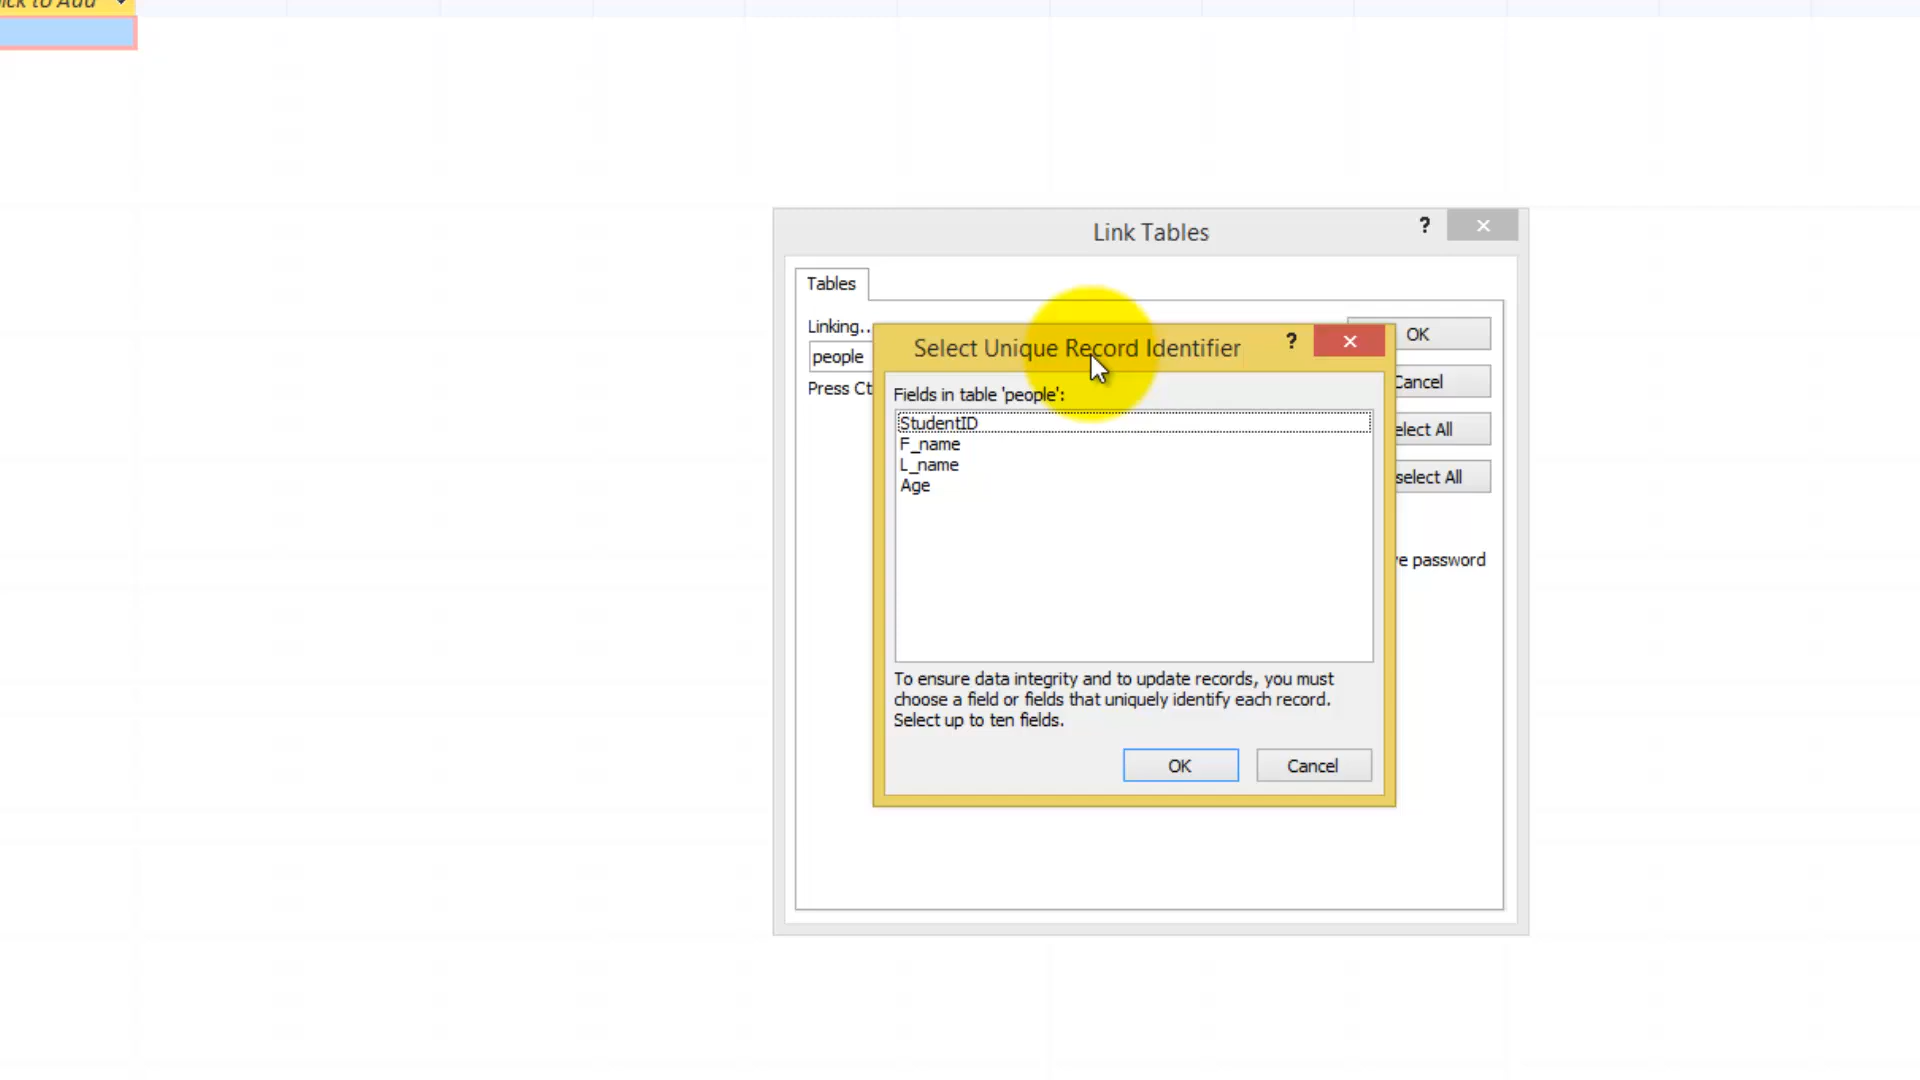 to Add
Link Tables
?
Tables
Linking..
OK
people
Press Ct
Cancel
elect All
select All
e password
Select Unique Record Identifier
?
Fields in table 'people':
StudentID
F_name
L_name
Age
To ensure data integrity and to update records, you must
choose a field or fields that uniquely identify each record.
Select up to ten fields.
OK
Cancel